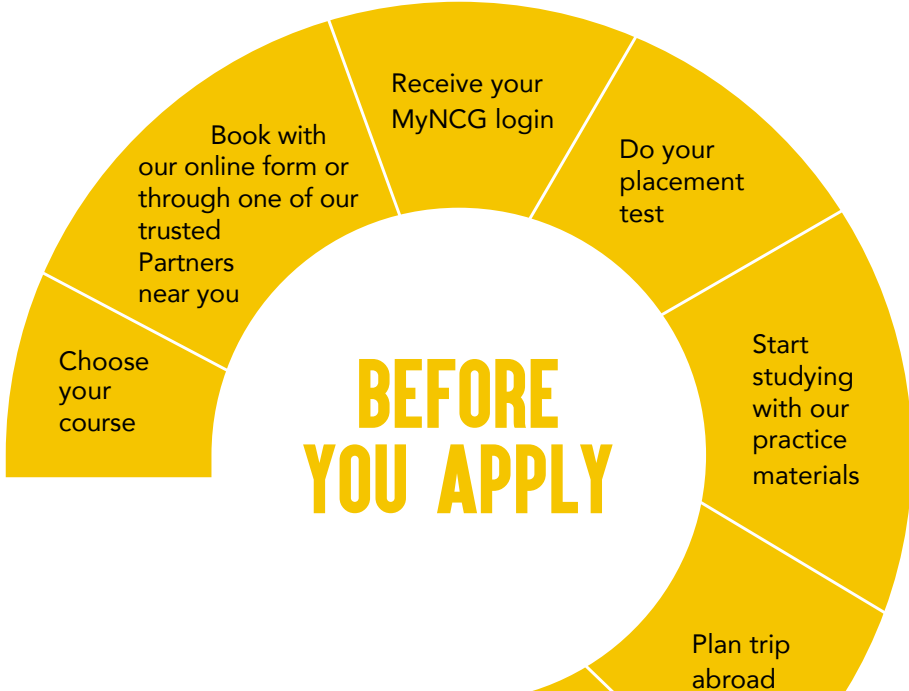 Choose
your
course
Book with
our online form or
through one of our
trusted
Partners
near you
Receive your
MyNCG login
Do your
placement
test
Start
studying
with our
practice
materials
Plan trip
abroad
BEFORE
YOU APPLY